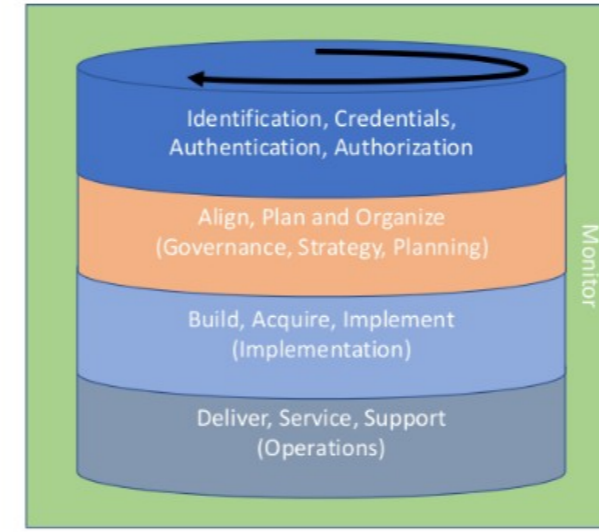 Identification, Credentials,
Authentication, Authorization
Align, Plan and Organize
(Governance, Strategy, Planning)
Monitor
Build, Acquire, Implement
(Implementation)
Deliver, Service, Support
(Operations)